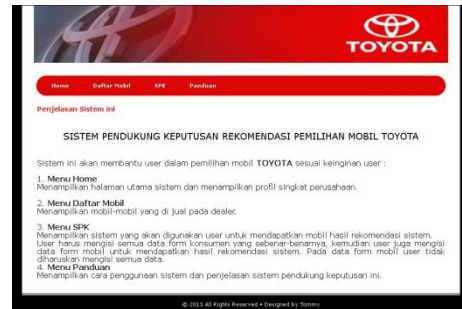 TOYOTA
Home Daftar Mobil SPK Panduan
Penjelasan Sistem ini
SISTEM PENDUKUNG KEPUTUSAN REKOMENDASI PEMILIHAN MOBIL TOYOTA
Sistem ini akan membantu user dalam pemilihan mobil TOYOTA sesuai keinginan user :
1. Menu Home
Menampilkan halaman utama sistem dan menampilkan profil singkat perusahaan.
2. Menu Daftar Mobil
Menampilkan mobil-mobil yang di jual pada dealer.
3. Menu SPK
Menampilkan sistem yang akan digunakan user untuk mendapatkan mobil hasil rekomendasi sistem.
User harus mengisi semua data form konsumen yang sebenar-benarnya, kemudian user juga mengisi
data form mobil untuk mendapatkan hasil rekomendasi sistem. Pada data form mobil user tidak
diharuskan mengisi semua data.
4. Menu Panduan
Menampilkan cara penggunaan sistem dan penjelasan sistem pendukung keputusan ini.
© 2013 All Rights Reserved • Designed by Tommy